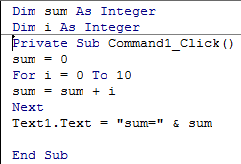 Dim sum As Integer
Dim i As Integer
Private Sub Command1_Click()
sum = 0
For i = 0 To 10
sum = sum + i
Next
Text1.Text = "sum=" & sum
End Sub